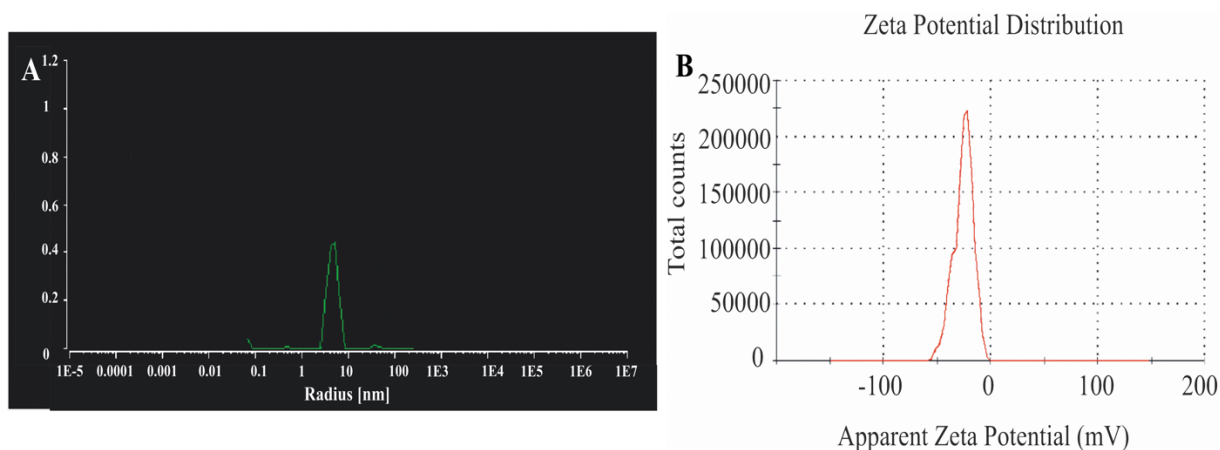 A
1.2
1
0.8
0.6
0.4
0.2
0
1E-5 0.0001 0.001 0.01 0.1 1 10 100 1E3 1E4 1E5 1E6 1E7
Radius [nm]
Zeta Potential Distribution
B
Total counts
250000
200000
150000
100000
50000
0
-100 0 100 200
Apparent Zeta Potential (mV)